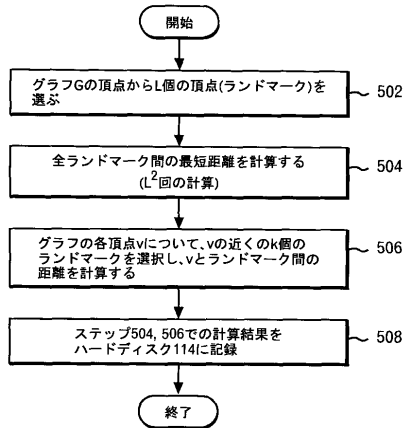 開始
グラフGの頂点からL個の頂点(ランドマーク)を
選ぶ
502
全ランドマーク間の最短距離を計算する
(L²回の計算)
504
グラフの各頂点vについて、vの近くのk個の
ランドマークを選択し、vとランドマーク間の
距離を計算する
506
ステップ504, 506での計算結果を
ハードディスク114に記録
508
終了